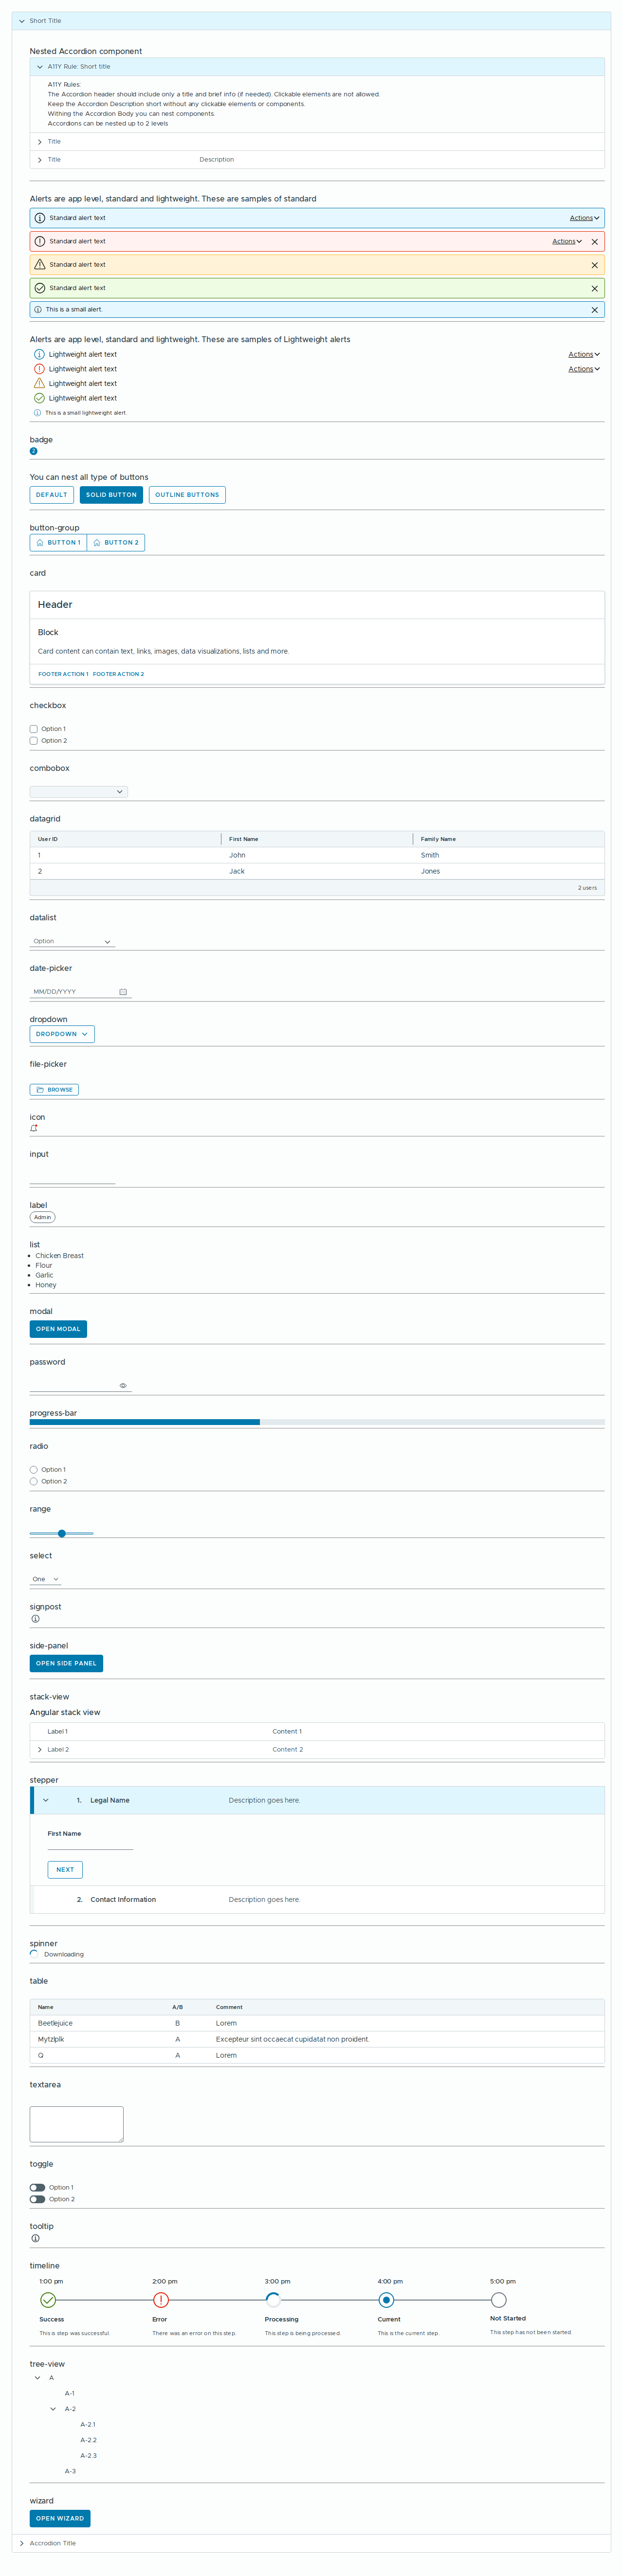 Short Title
Nested Accordion component
A11Y Rule: Short title
A11Y Rules:
The Accordion header should include only a title and brief info (if needed). Clickable elements are not allowed.
Keep the Accordion Description short without any clickable elements or components.
Withing the Accordion Body you can nest components.
Accordions can be nested up to 2 levels
Title
Title Description
Alerts are app level, standard and lightweight. These are samples of standard
Standard alert text Actions
Standard alert text Actions
Standard alert text
Standard alert text
This is a small alert.
Alerts are app level, standard and lightweight. These are samples of Lightweight alerts
Lightweight alert text Actions
Lightweight alert text Actions
Lightweight alert text
Lightweight alert text
This is a small lightweight alert.
badge
2
You can nest all type of buttons
DEFAULT SOLID BUTTON OUTLINE BUTTONS
button-group
BUTTON 1 BUTTON 2
card
Header
Block
Card content can contain text, links, images, data visualizations, lists and more.
FOOTER ACTION 1 FOOTER ACTION 2
checkbox
Option 1
Option 2
combobox
datagrid
User ID First Name Family Name
1 John Smith
2 Jack Jones
2 users
datalist
Option
date-picker
MM/DD/YYYY
dropdown
DROPDOWN
file-picker
BROWSE
icon
input
label
Admin
list
Chicken Breast
Flour
Garlic
Honey
modal
OPEN MODAL
password
progress-bar
radio
Option 1
Option 2
range
select
One
signpost
side-panel
OPEN SIDE PANEL
stack-view
Angular stack view
Label 1 Content 1
Label 2 Content 2
stepper
1. Legal Name Description goes here.
First Name
NEXT
2. Contact Information Description goes here.
spinner
Downloading
table
Name A/B Comment
Beetlejuice B Lorem
Mytzlplk A Excepteur sint occaecat cupidatat non proident.
Q A Lorem
textarea
toggle
Option 1
Option 2
tooltip
timeline
1:00 pm 2:00 pm 3:00 pm 4:00 pm 5:00 pm
Success Error Processing Current Not Started
This is step was successful. There was an error on this step. This step is being processed. This is the current step. This step has not been started.
tree-view
A
A-1
A-2
A-2.1
A-2.2
A-2.3
A-3
wizard
OPEN WIZARD
Accrodion Title